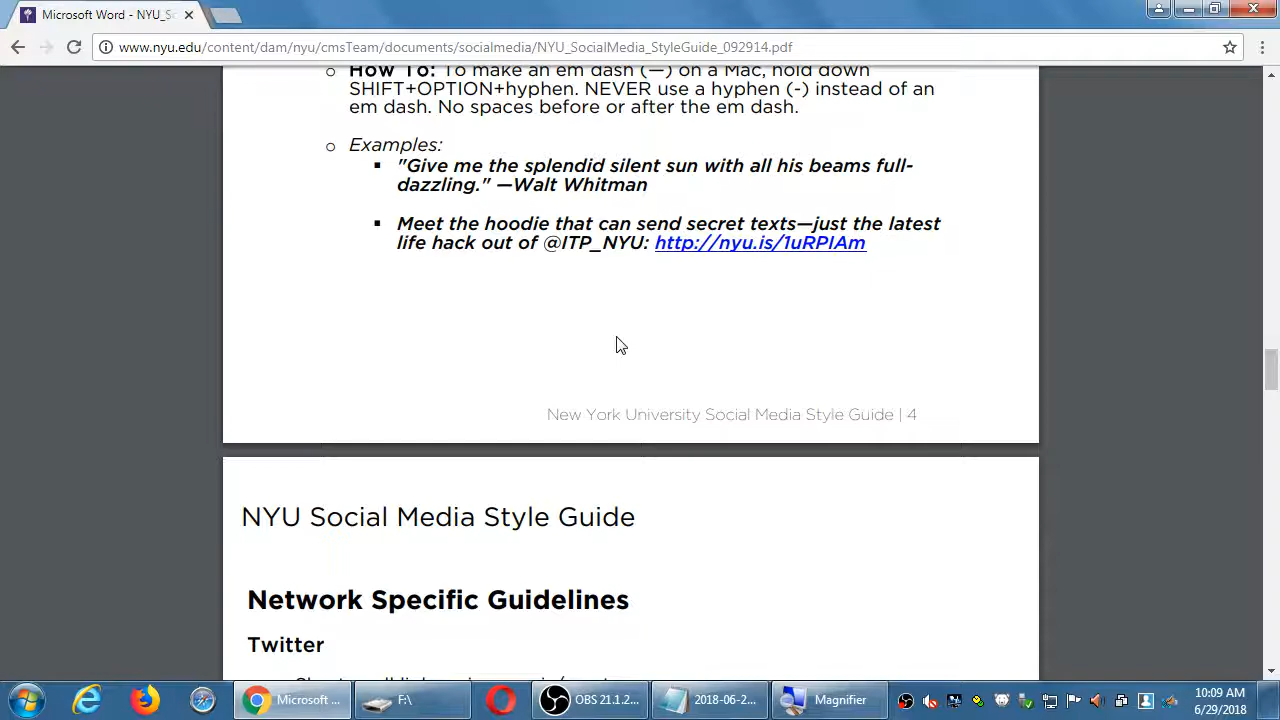 Microsoft Word - NYU_S
www.nyu.edu/content/dam/nyu/cmsTeam/documents/socialmedia/NYU_SocialMedia_StyleGuide_092914.pdf
o How To: To make an em dash (—) on a Mac, hold down
SHIFT+OPTION+hyphen. NEVER use a hyphen (-) instead of an
em dash. No spaces before or after the em dash.
o Examples:
▪ "Give me the splendid silent sun with all his beams full-
dazzling." —Walt Whitman
▪ Meet the hoodie that can send secret texts—just the latest
life hack out of @ITP_NYU: http://nyu.is/1uRPIAm
New York University Social Media Style Guide | 4
NYU Social Media Style Guide
Network Specific Guidelines
Twitter
Microsoft ...
F:\
OBS 21.1.2...
2018-06-2...
Magnifier
10:09 AM
6/29/2018